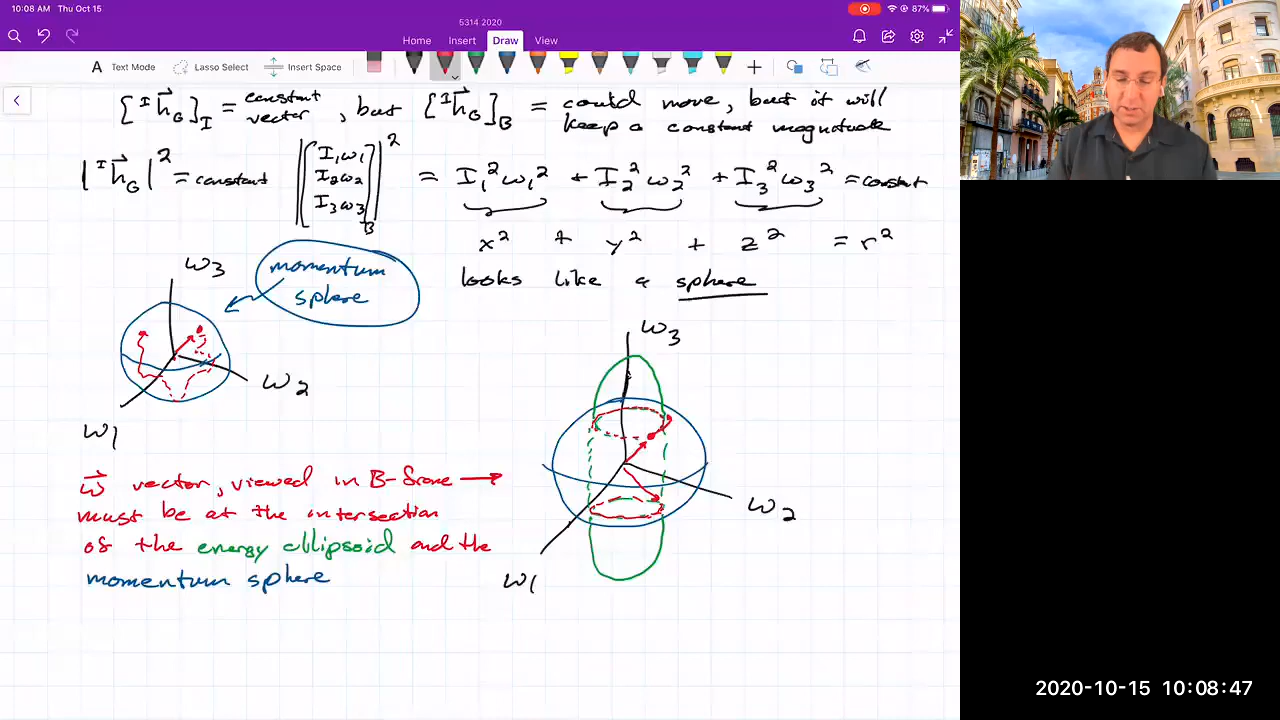 10:08 AM Thu Oct 15
87%
5314 2020
Home Insert Draw View
A Text Mode Lasso Select Insert Space
[ᴵh⃗_G]_I = constant vector, but [ᴵh⃗_G]_B = could move, but it will keep a constant magnitude
|ᴵh⃗_G|² = constant |[I₁ω₁ I₂ω₂ I₃ω₃]_B|² = I₁²ω₁² + I₂²ω₂² + I₃²ω₃² = constant
x² + y² + z² = r²
looks like a sphere
momentum
sphere
ω₃
ω₂
ω₁
ω₃
ω₂
ω₁
ω⃗ vector, viewed in B-frame →
must be at the intersection
of the energy ellipsoid and the
momentum sphere
2020-10-15 10:08:47